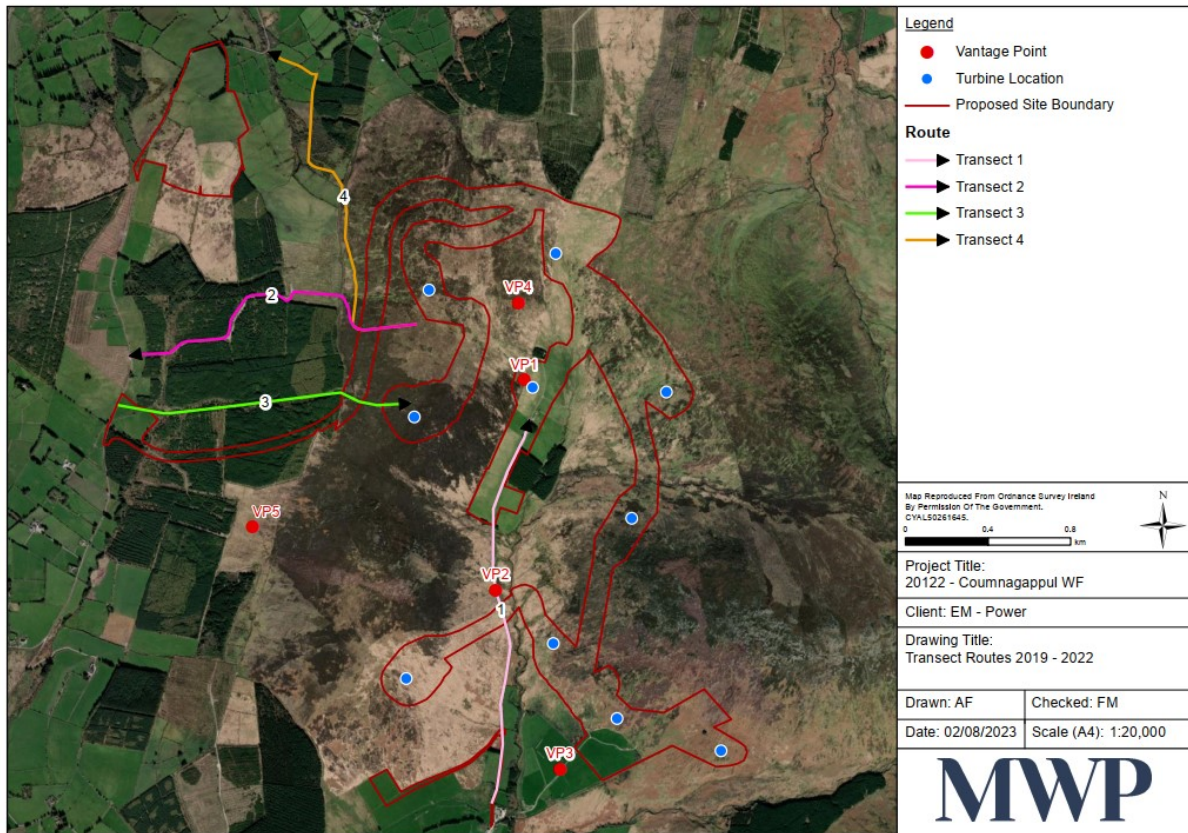 4
2
VP4
VP1
3
VP5
VP2
1
VP3
Legend
Vantage Point
Turbine Location
Proposed Site Boundary
Route
Transect 1
Transect 2
Transect 3
Transect 4
Map Reproduced From Ordnance Survey Ireland
By Permission Of The Government.
CYAL50261645.
N
0 0.4 0.8
km
Project Title:
20122 - Coumnagappul WF
Client: EM - Power
Drawing Title:
Transect Routes 2019 - 2022
Drawn: AF
Checked: FM
Date: 02/08/2023
Scale (A4): 1:20,000
MWP